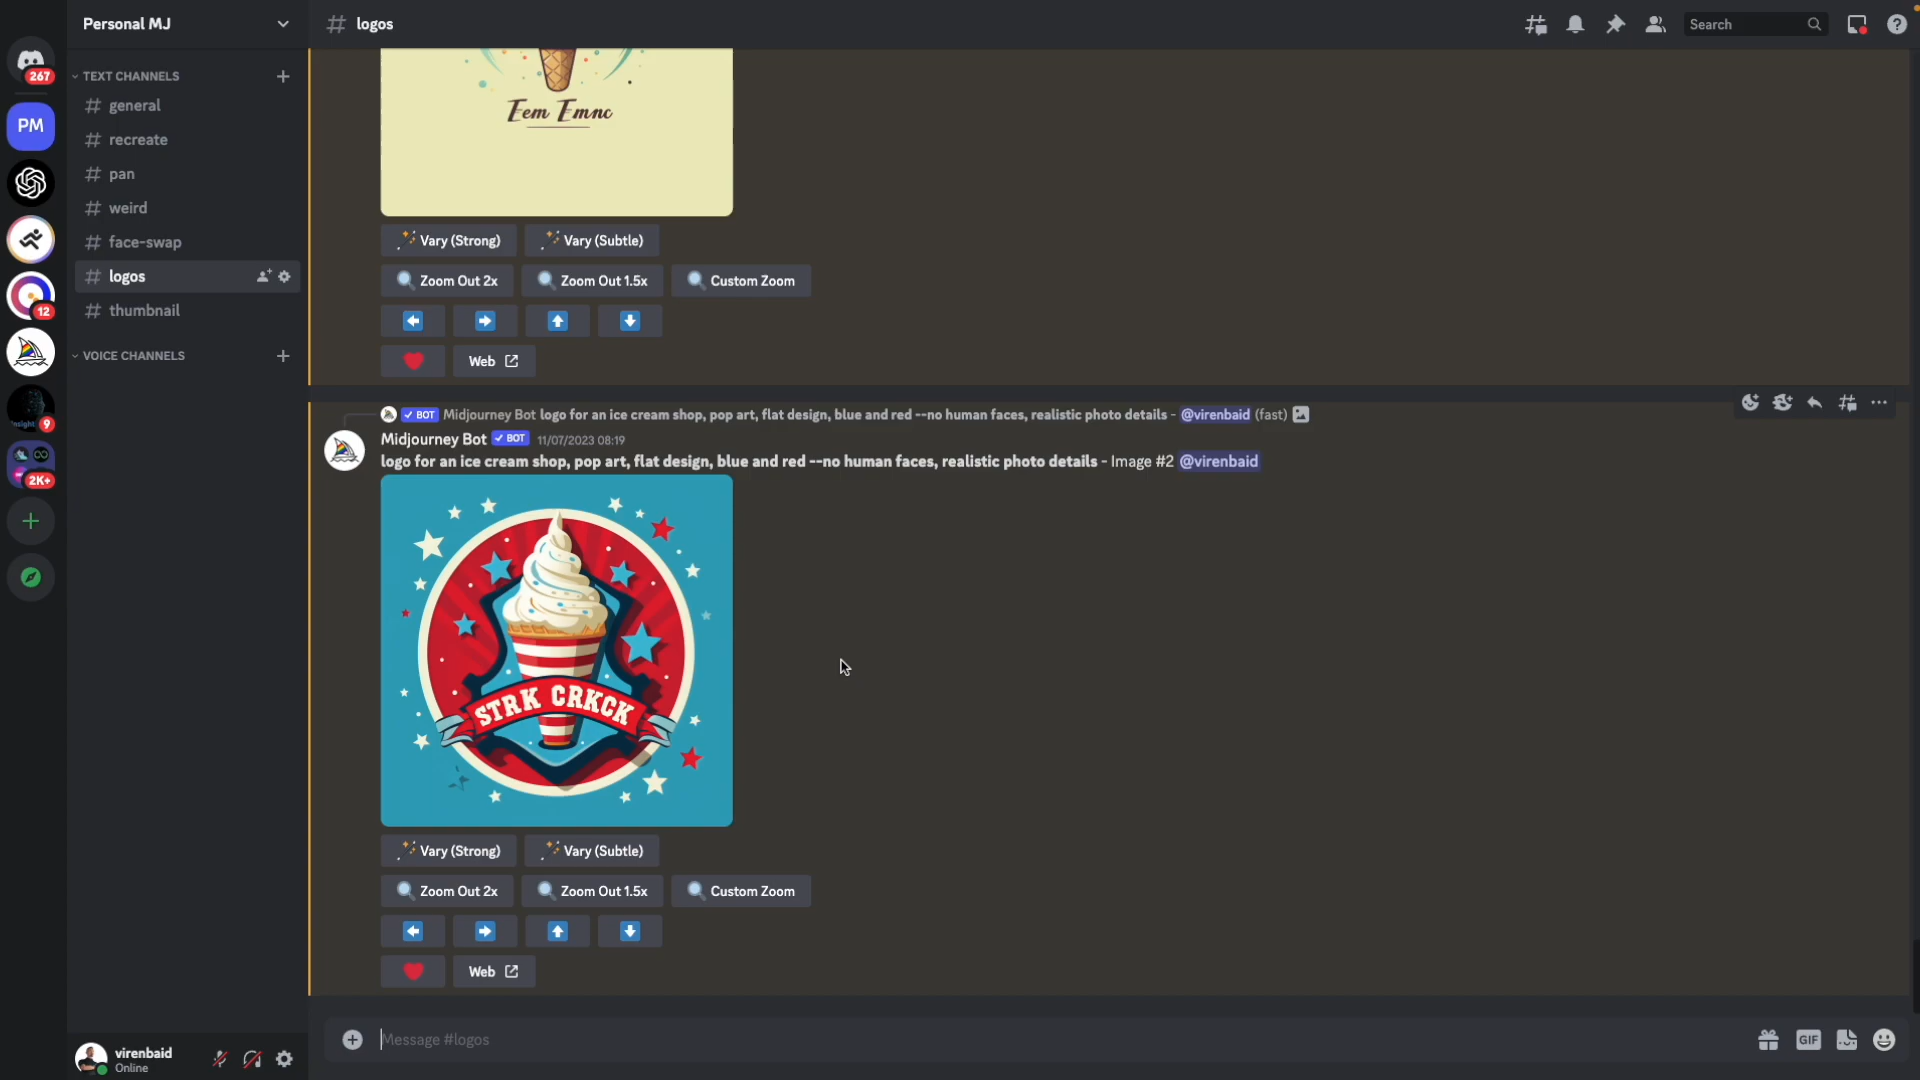 Personal MJ
logos
Search
267
TEXT CHANNELS
general
PM
recreate
pan
weird
face-swap
logos
12
thumbnail
VOICE CHANNELS
9
2K+
Eem Emnc
Vary (Strong)
Vary (Subtle)
Zoom Out 2x
Zoom Out 1.5x
Custom Zoom
Web
BOT Midjourney Bot logo for an ice cream shop, pop art, flat design, blue and red --no human faces, realistic photo details - @virenbaid (fast)
Midjourney Bot BOT 11/07/2023 08:19
logo for an ice cream shop, pop art, flat design, blue and red --no human faces, realistic photo details - Image #2 @virenbaid
STRK CRKCK
Vary (Strong)
Vary (Subtle)
Zoom Out 2x
Zoom Out 1.5x
Custom Zoom
Web
Message #logos
GIF
virenbaid
Online